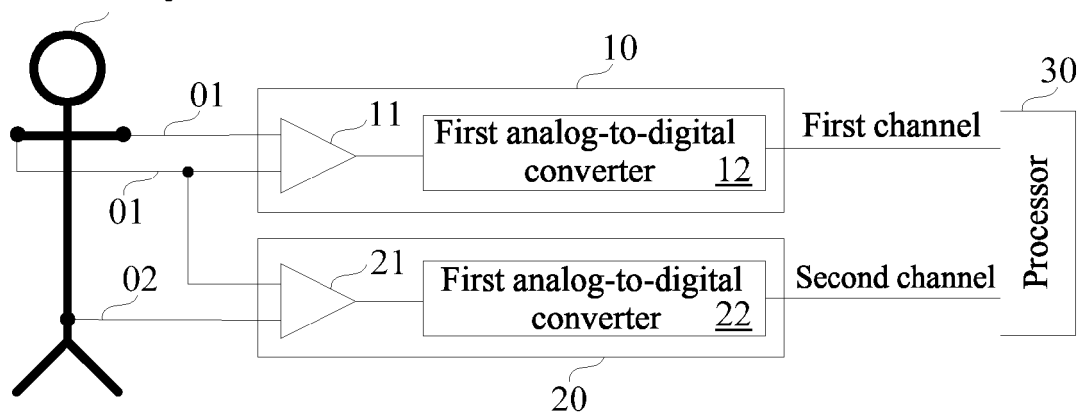 10
30
01
11
First analog-to-digital
converter 12
First channel
01
Processor
02
21
First analog-to-digital
converter 22
Second channel
20